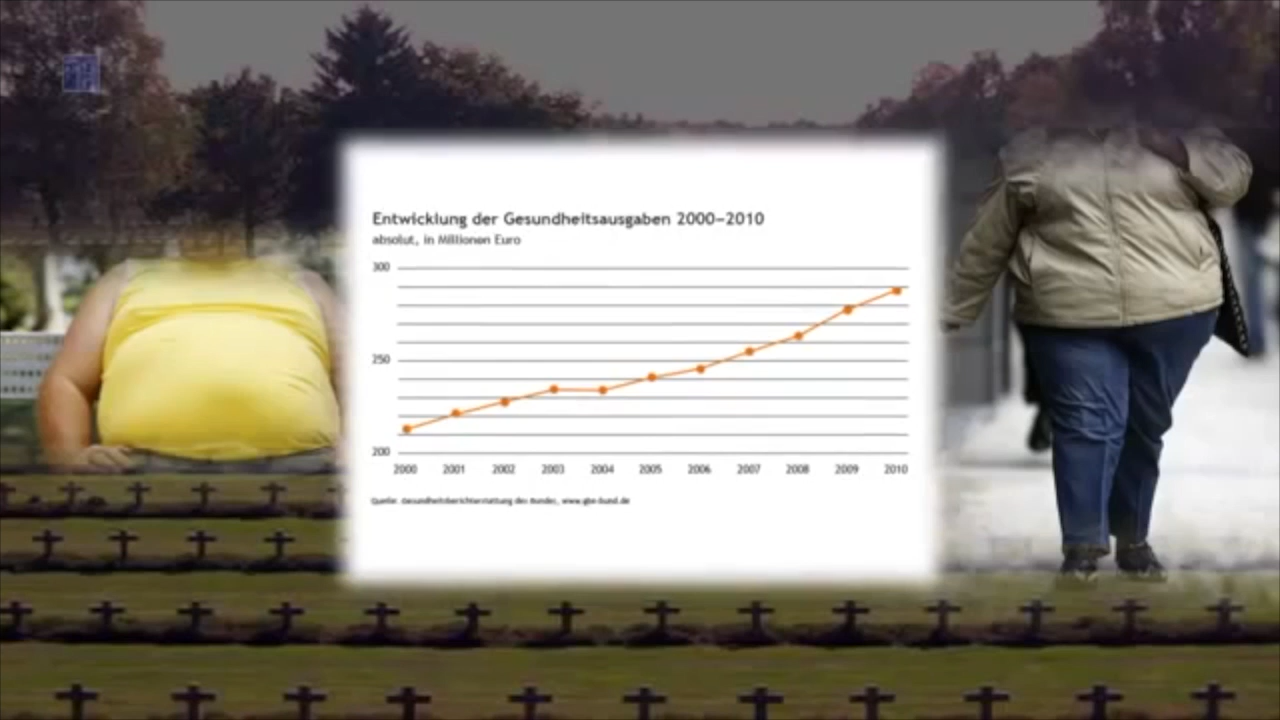 Entwicklung der Gesundheitsausgaben 2000–2010
absolut, in Millionen Euro
300
250
200
2000 2001 2002 2003 2004 2005 2006 2007 2008 2009 2010
Quelle: Gesundheitsberichterstattung des Bundes, www.gbe-bund.de